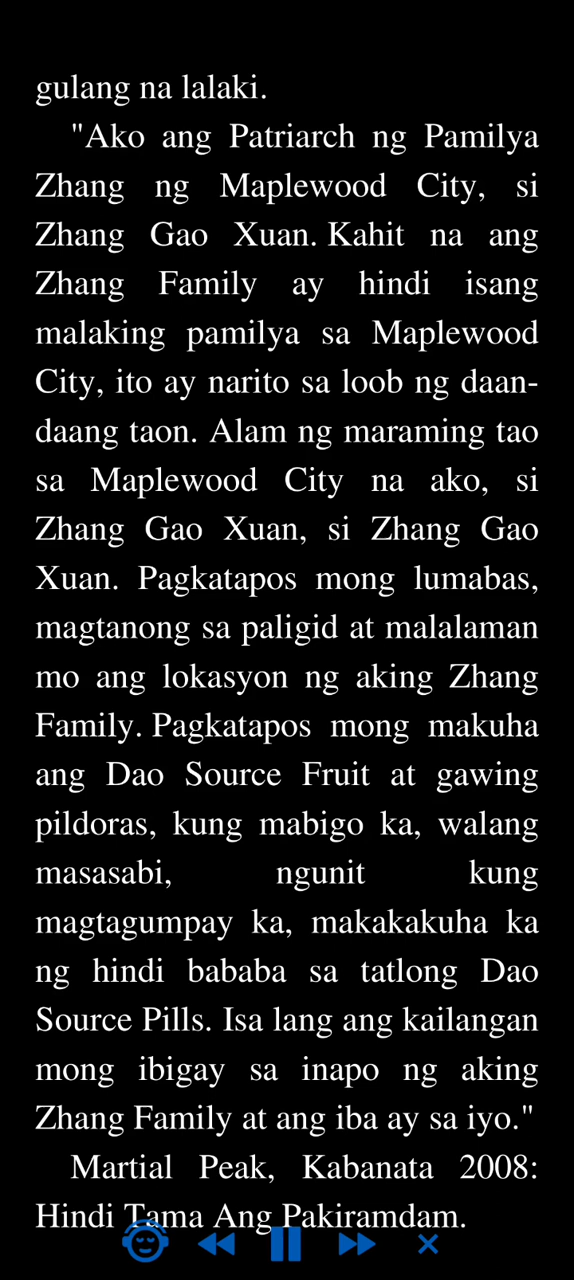 gulang na lalaki.
"Ako ang Patriarch ng Pamilya
Zhang ng Maplewood City, si
Zhang Gao Xuan. Kahit na ang
Zhang Family ay hindi isang
malaking pamilya sa Maplewood
City, ito ay narito sa loob ng daan-
daang taon. Alam ng maraming tao
sa Maplewood City na ako, si
Zhang Gao Xuan, si Zhang Gao
Xuan. Pagkatapos mong lumabas,
magtanong sa paligid at malalaman
mo ang lokasyon ng aking Zhang
Family. Pagkatapos mong makuha
ang Dao Source Fruit at gawing
pildoras, kung mabigo ka, walang
masasabi, ngunit kung
magtagumpay ka, makakakuha ka
ng hindi bababa sa tatlong Dao
Source Pills. Isa lang ang kailangan
mong ibigay sa inapo ng aking
Zhang Family at ang iba ay sa iyo."
Martial Peak, Kabanata 2008:
Hindi Tama Ang Pakiramdam.